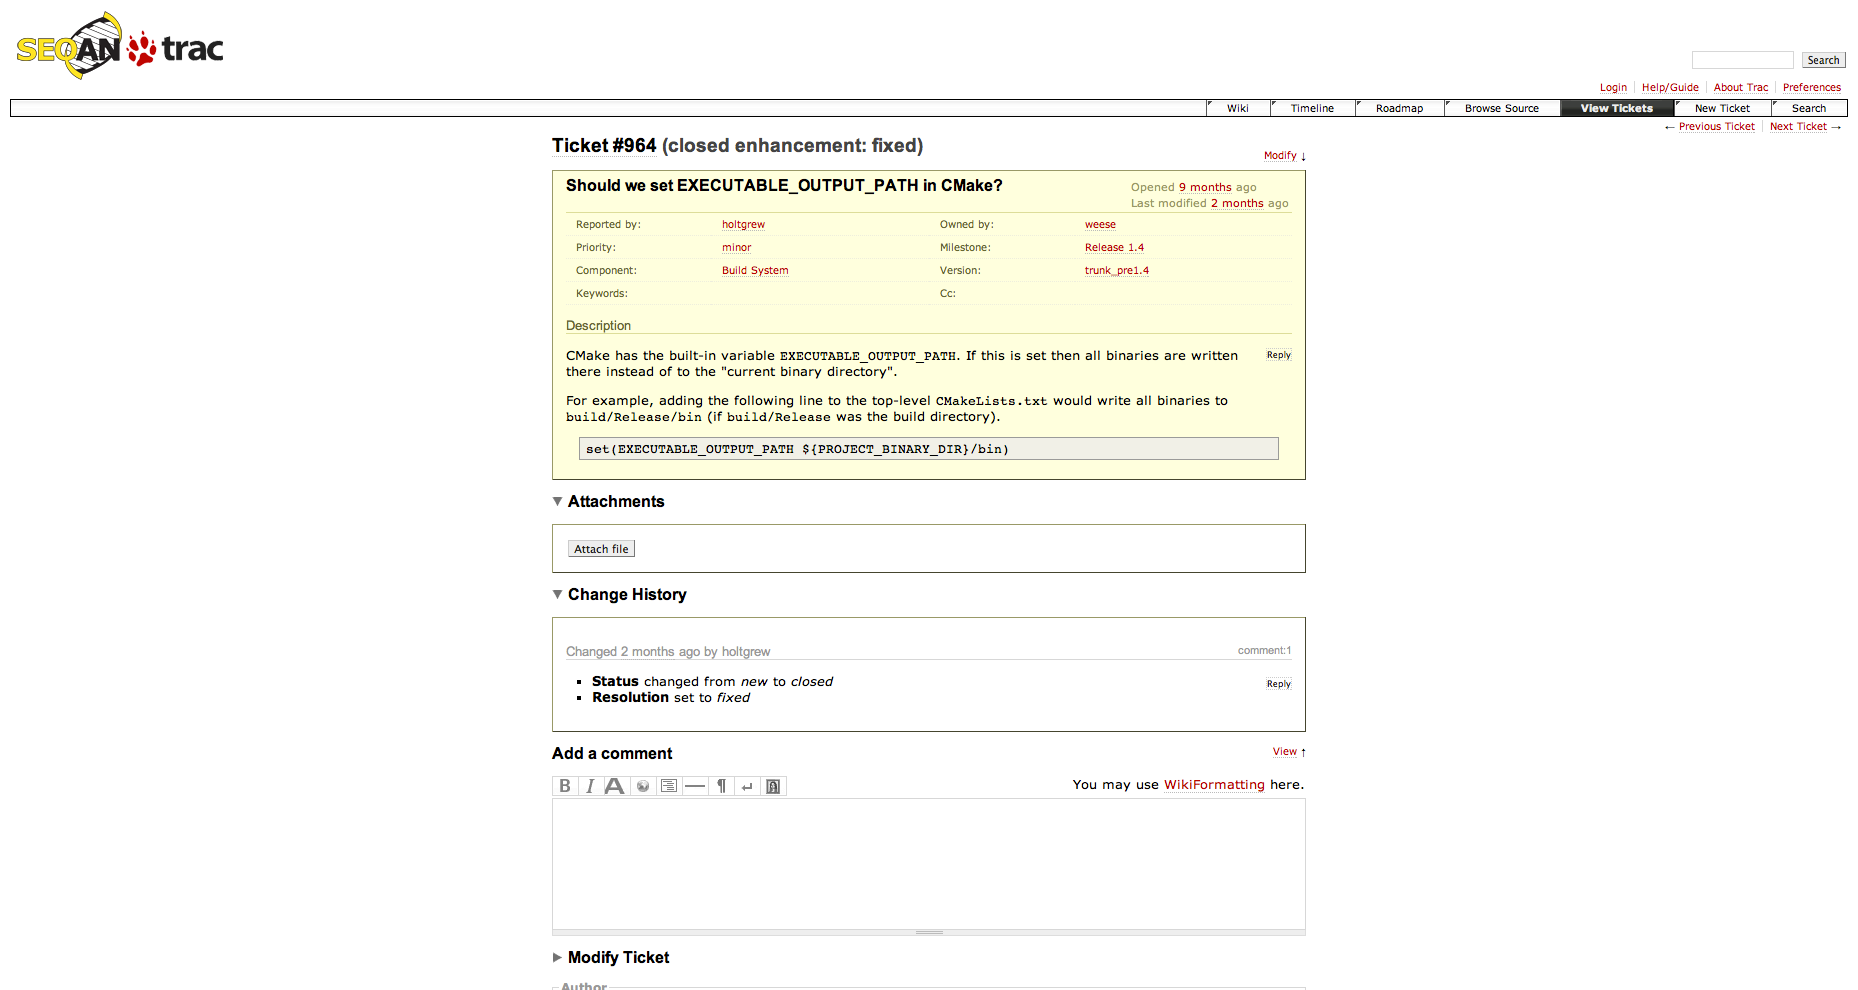 SEQAN trac
Search
Login Help/Guide About Trac Preferences
Wiki Timeline Roadmap Browse Source View Tickets New Ticket Search
← Previous Ticket Next Ticket →
Ticket #964 (closed enhancement: fixed)
Modify ↓
Should we set EXECUTABLE_OUTPUT_PATH in CMake?
Opened 9 months ago
Last modified 2 months ago
Reported by: holtgrew Owned by: weese
Priority: minor Milestone: Release 1.4
Component: Build System Version: trunk_pre1.4
Keywords: Cc:
Description
CMake has the built-in variable EXECUTABLE_OUTPUT_PATH. If this is set then all binaries are written Reply
there instead of to the "current binary directory".
For example, adding the following line to the top-level CMakeLists.txt would write all binaries to
build/Release/bin (if build/Release was the build directory).
set(EXECUTABLE_OUTPUT_PATH ${PROJECT_BINARY_DIR}/bin)
▼ Attachments
Attach file
▼ Change History
Changed 2 months ago by holtgrew comment:1
▪ Status changed from new to closed Reply
▪ Resolution set to fixed
Add a comment View ↑
B I A ¶ ↵ You may use WikiFormatting here.
▶ Modify Ticket
Author